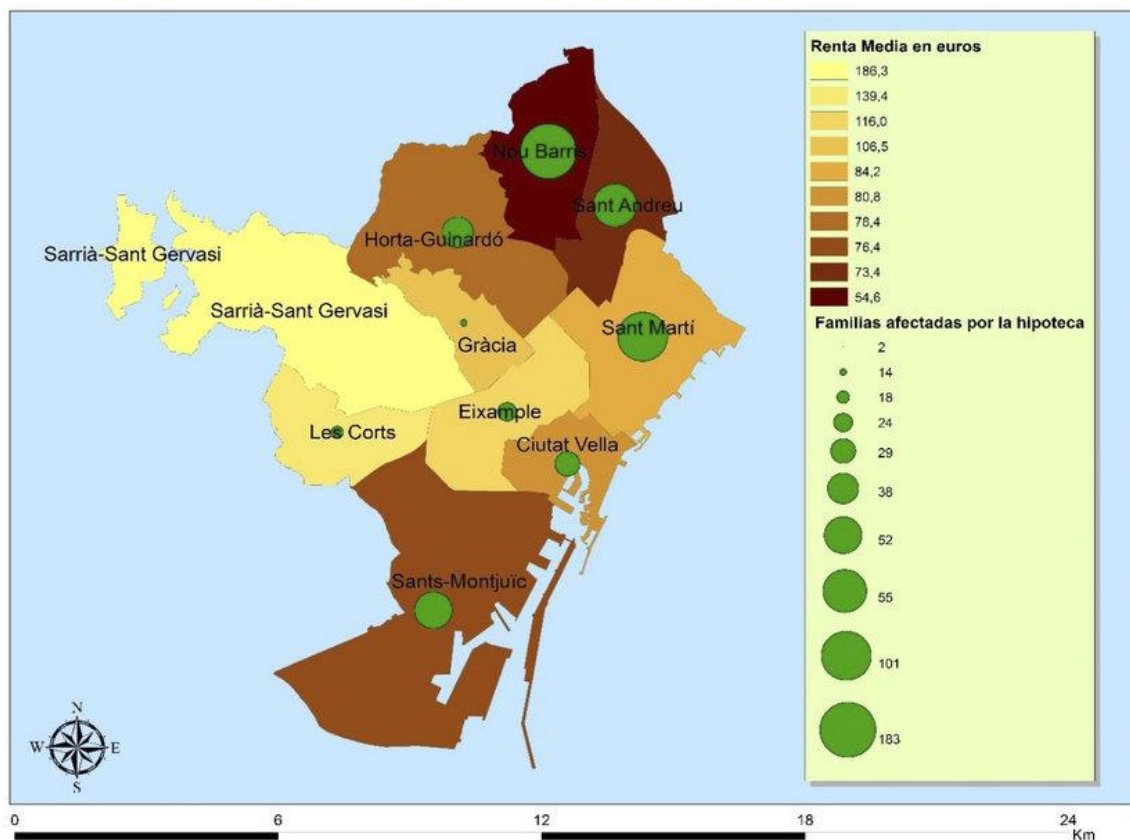 Nou Barris
Sant Andreu
Horta-Guinardó
Sarrià-Sant Gervasi
Sarrià-Sant Gervasi
Sant Martí
Gràcia
Eixample
Les Corts
Ciutat Vella
Sants-Montjuïc
N
W E
S
Renta Media en euros
186,3
139,4
116,0
106,5
84,2
80,8
78,4
76,4
73,4
54,6
Familias afectadas por la hipoteca
2
14
18
24
29
38
52
55
101
183
0 6 12 18 24
Km